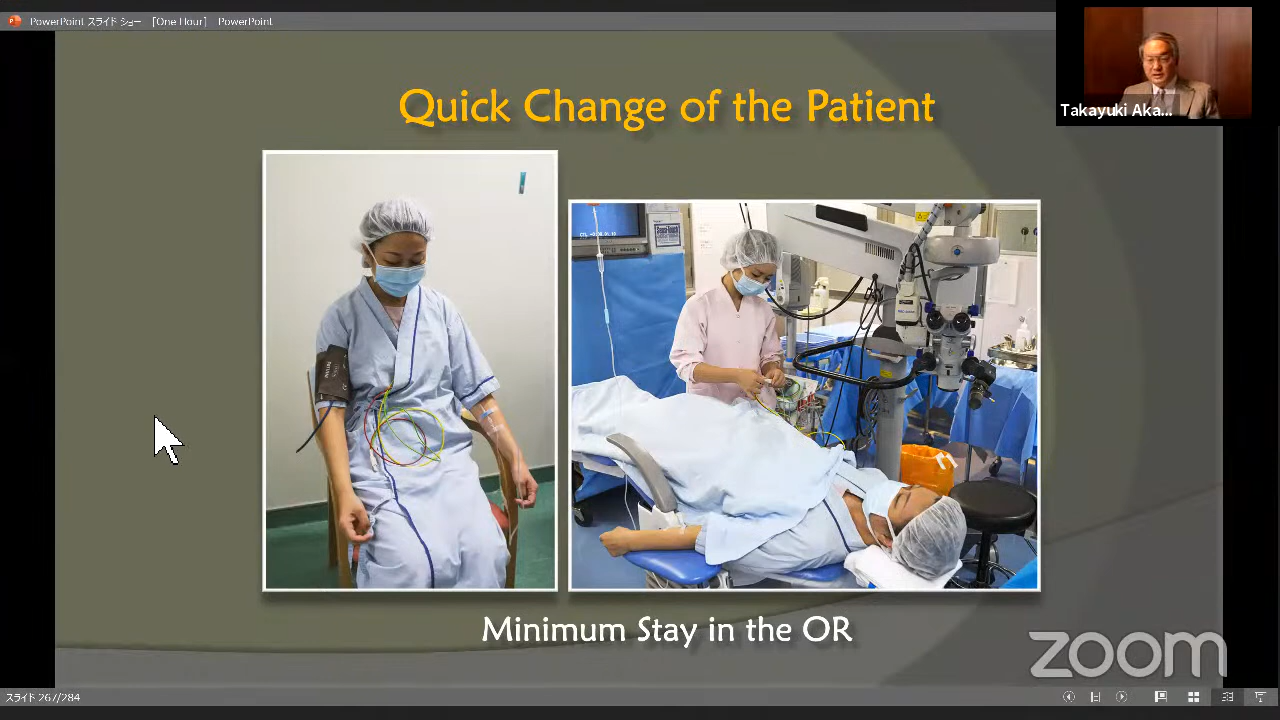 PowerPoint スライド ショー [One Hour] PowerPoint
Takayuki Aka...
Quick Change of the Patient
Minimum Stay in the OR
zoom
スライド 267/284